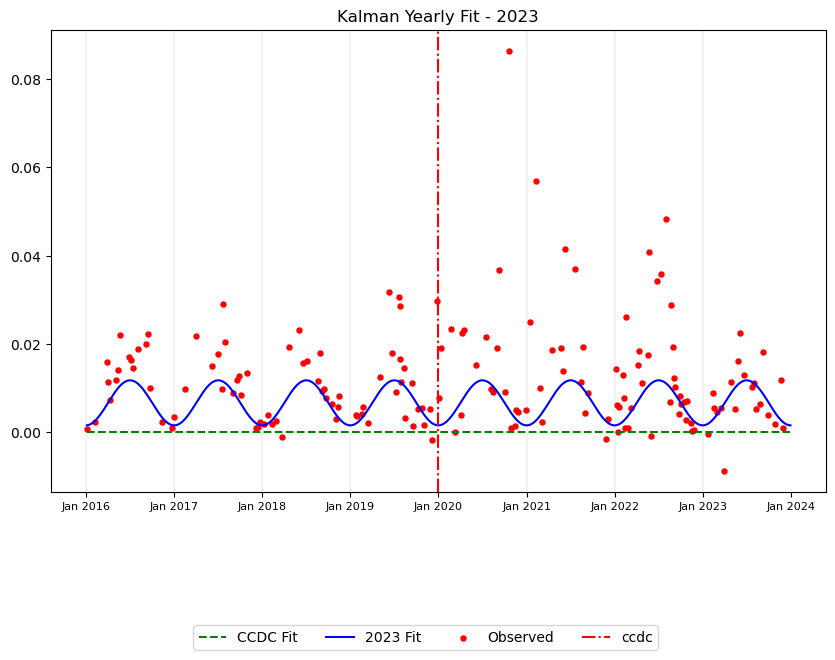 Kalman Yearly Fit - 2023
0.08
0.06
0.04
0.02
0.00
Jan 2016 Jan 2017 Jan 2018 Jan 2019 Jan 2020 Jan 2021 Jan 2022 Jan 2023 Jan 2024
CCDC Fit 2023 Fit Observed ccdc